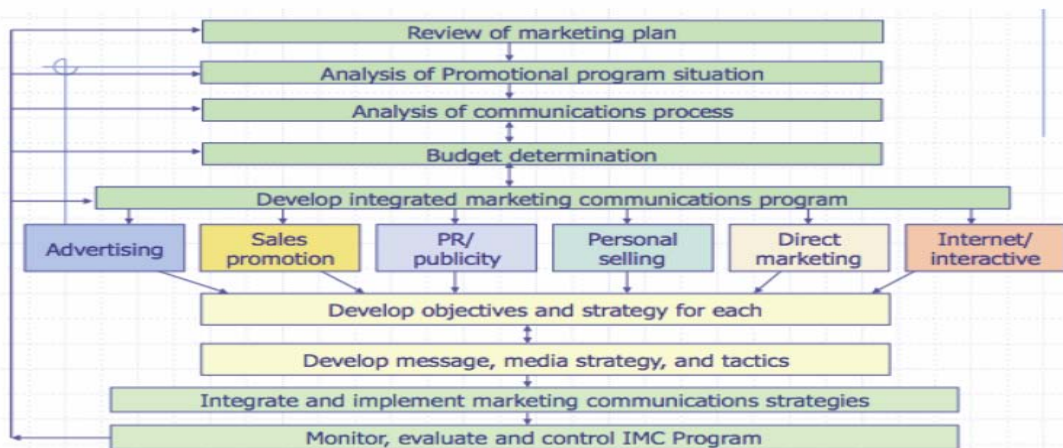 Review of marketing plan
Analysis of Promotional program situation
Analysis of communications process
Budget determination
Develop integrated marketing communications program
Advertising
Sales
promotion
PR/
publicity
Personal
selling
Direct
marketing
Internet/
interactive
Develop objectives and strategy for each
Develop message, media strategy, and tactics
Integrate and implement marketing communications strategies
Monitor, evaluate and control IMC Program